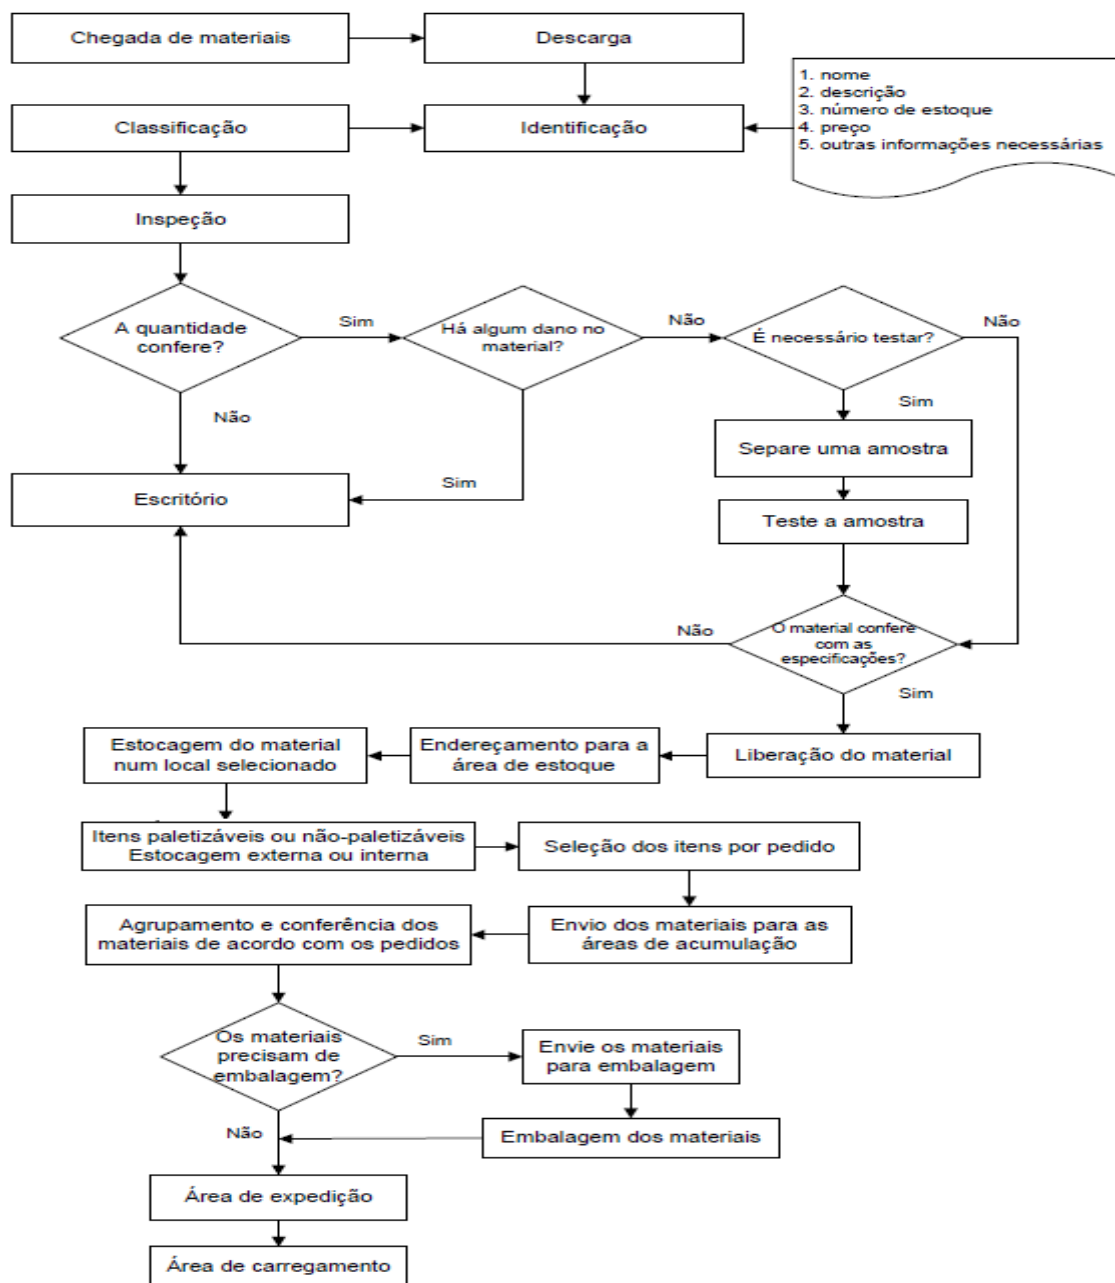 Chegada de materiais
Descarga
1. nome
2. descrição
3. número de estoque
4. preço
5. outras informações necessárias
Classificação
Identificação
Inspeção
A quantidade
confere?
Sim
Há algum dano no
material?
Não
É necessário testar?
Não
Não
Sim
Sim
Separe uma amostra
Escritório
Teste a amostra
Não
O material confere
com as
especificações?
Sim
Estocagem do material
num local selecionado
Endereçamento para a
área de estoque
Liberação do material
Itens paletizáveis ou não-paletizáveis
Estocagem externa ou interna
Seleção dos itens por pedido
Agrupamento e conferência dos
materiais de acordo com os pedidos
Envio dos materiais para as
áreas de acumulação
Os materiais
precisam de
embalagem?
Sim
Envie os materiais
para embalagem
Não
Embalagem dos materiais
Área de expedição
Área de carregamento